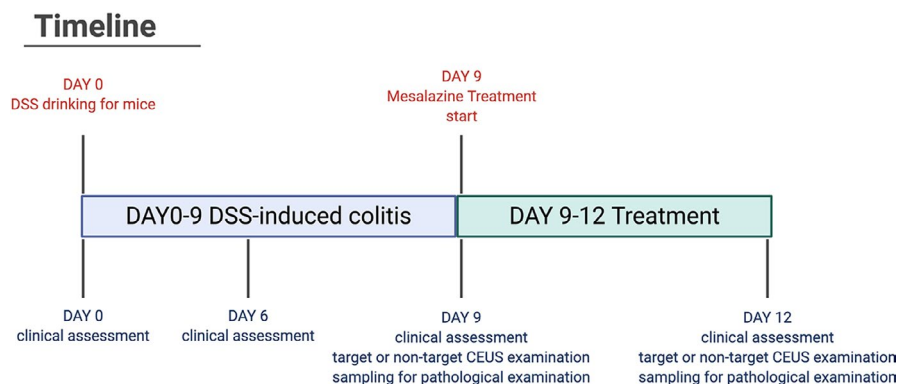 Timeline
DAY 0
DSS drinking for mice
DAY 9
Mesalazine Treatment
start
DAY0-9 DSS-induced colitis
DAY 9-12 Treatment
DAY 0
clinical assessment
DAY 6
clinical assessment
DAY 9
clinical assessment
target or non-target CEUS examination
sampling for pathological examination
DAY 12
clinical assessment
target or non-target CEUS examination
sampling for pathological examination